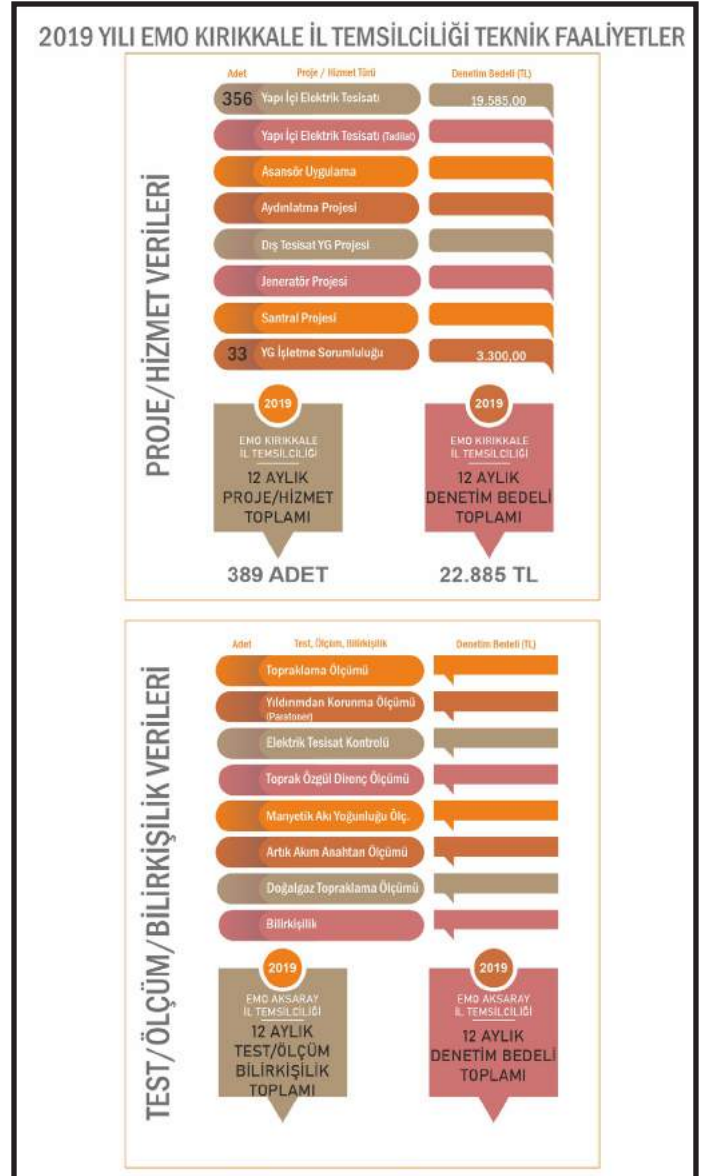 2019 YILI EMO KIRIKKALE İL TEMSİLCİLİĞİ TEKNİK FAALİYETLER
PROJE/HİZMET VERİLERİ
Adet Proje / Hizmet Türü Denetim Bedeli (TL)
356 Yapı İçi Elektrik Tesisatı 19.585,00
Yapı İçi Elektrik Tesisatı (Tadilat)
Asansör Uygulama
Aydınlatma Projesi
Dış Tesisat YG Projesi
Jeneratör Projesi
Santral Projesi
33 YG İşletme Sorumluluğu 3.300,00
2019
EMO KIRIKKALE
İL TEMSİLCİLİĞİ
12 AYLIK
PROJE/HİZMET
TOPLAMI
389 ADET
2019
EMO KIRIKKALE
İL TEMSİLCİLİĞİ
12 AYLIK
DENETİM BEDELİ
TOPLAMI
22.885 TL
TEST/ÖLÇÜM/BİLİRKİŞİLİK VERİLERİ
Adet Test, Ölçüm, Bilirkişilik Denetim Bedeli (TL)
Topraklama Ölçümü
Yıldırımdan Korunma Ölçümü
(Paratoner)
Elektrik Tesisat Kontrolü
Toprak Özgül Direnç Ölçümü
Manyetik Akı Yoğunluğu Ölç.
Artık Akım Anahtarı Ölçümü
Doğalgaz Topraklama Ölçümü
Bilirkişilik
2019
EMO AKSARAY
İL TEMSİLCİLİĞİ
12 AYLIK
TEST/ÖLÇÜM
BİLİRKİŞİLİK
TOPLAMI
2019
EMO AKSARAY
İL TEMSİLCİLİĞİ
12 AYLIK
DENETİM BEDELİ
TOPLAMI